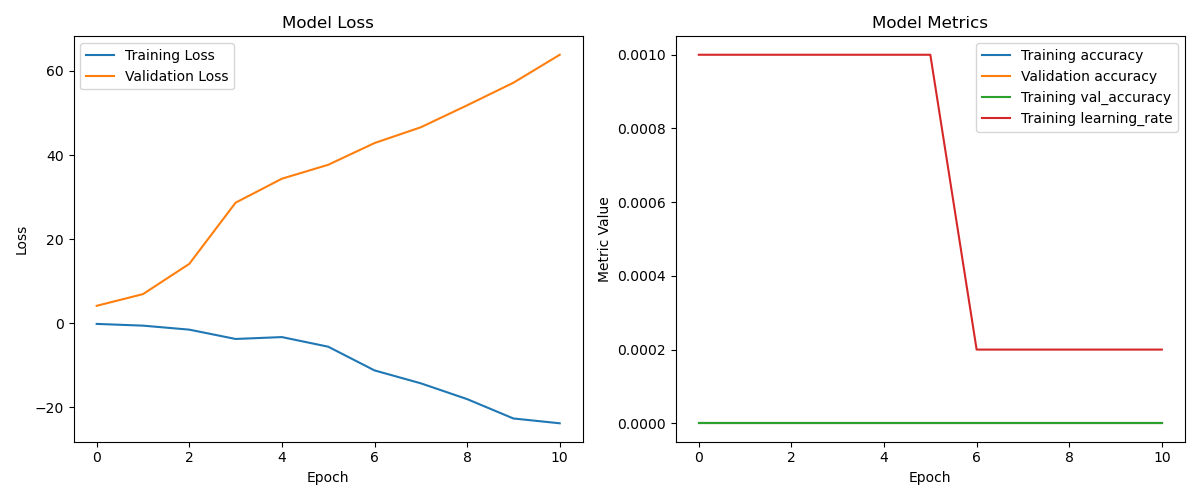 Model Loss
Training Loss
Validation Loss
60
40
20
0
−20
Loss
0 2 4 6 8 10
Epoch
Model Metrics
Training accuracy
Validation accuracy
Training val_accuracy
Training learning_rate
0.0010
0.0008
0.0006
0.0004
0.0002
0.0000
Metric Value
0 2 4 6 8 10
Epoch